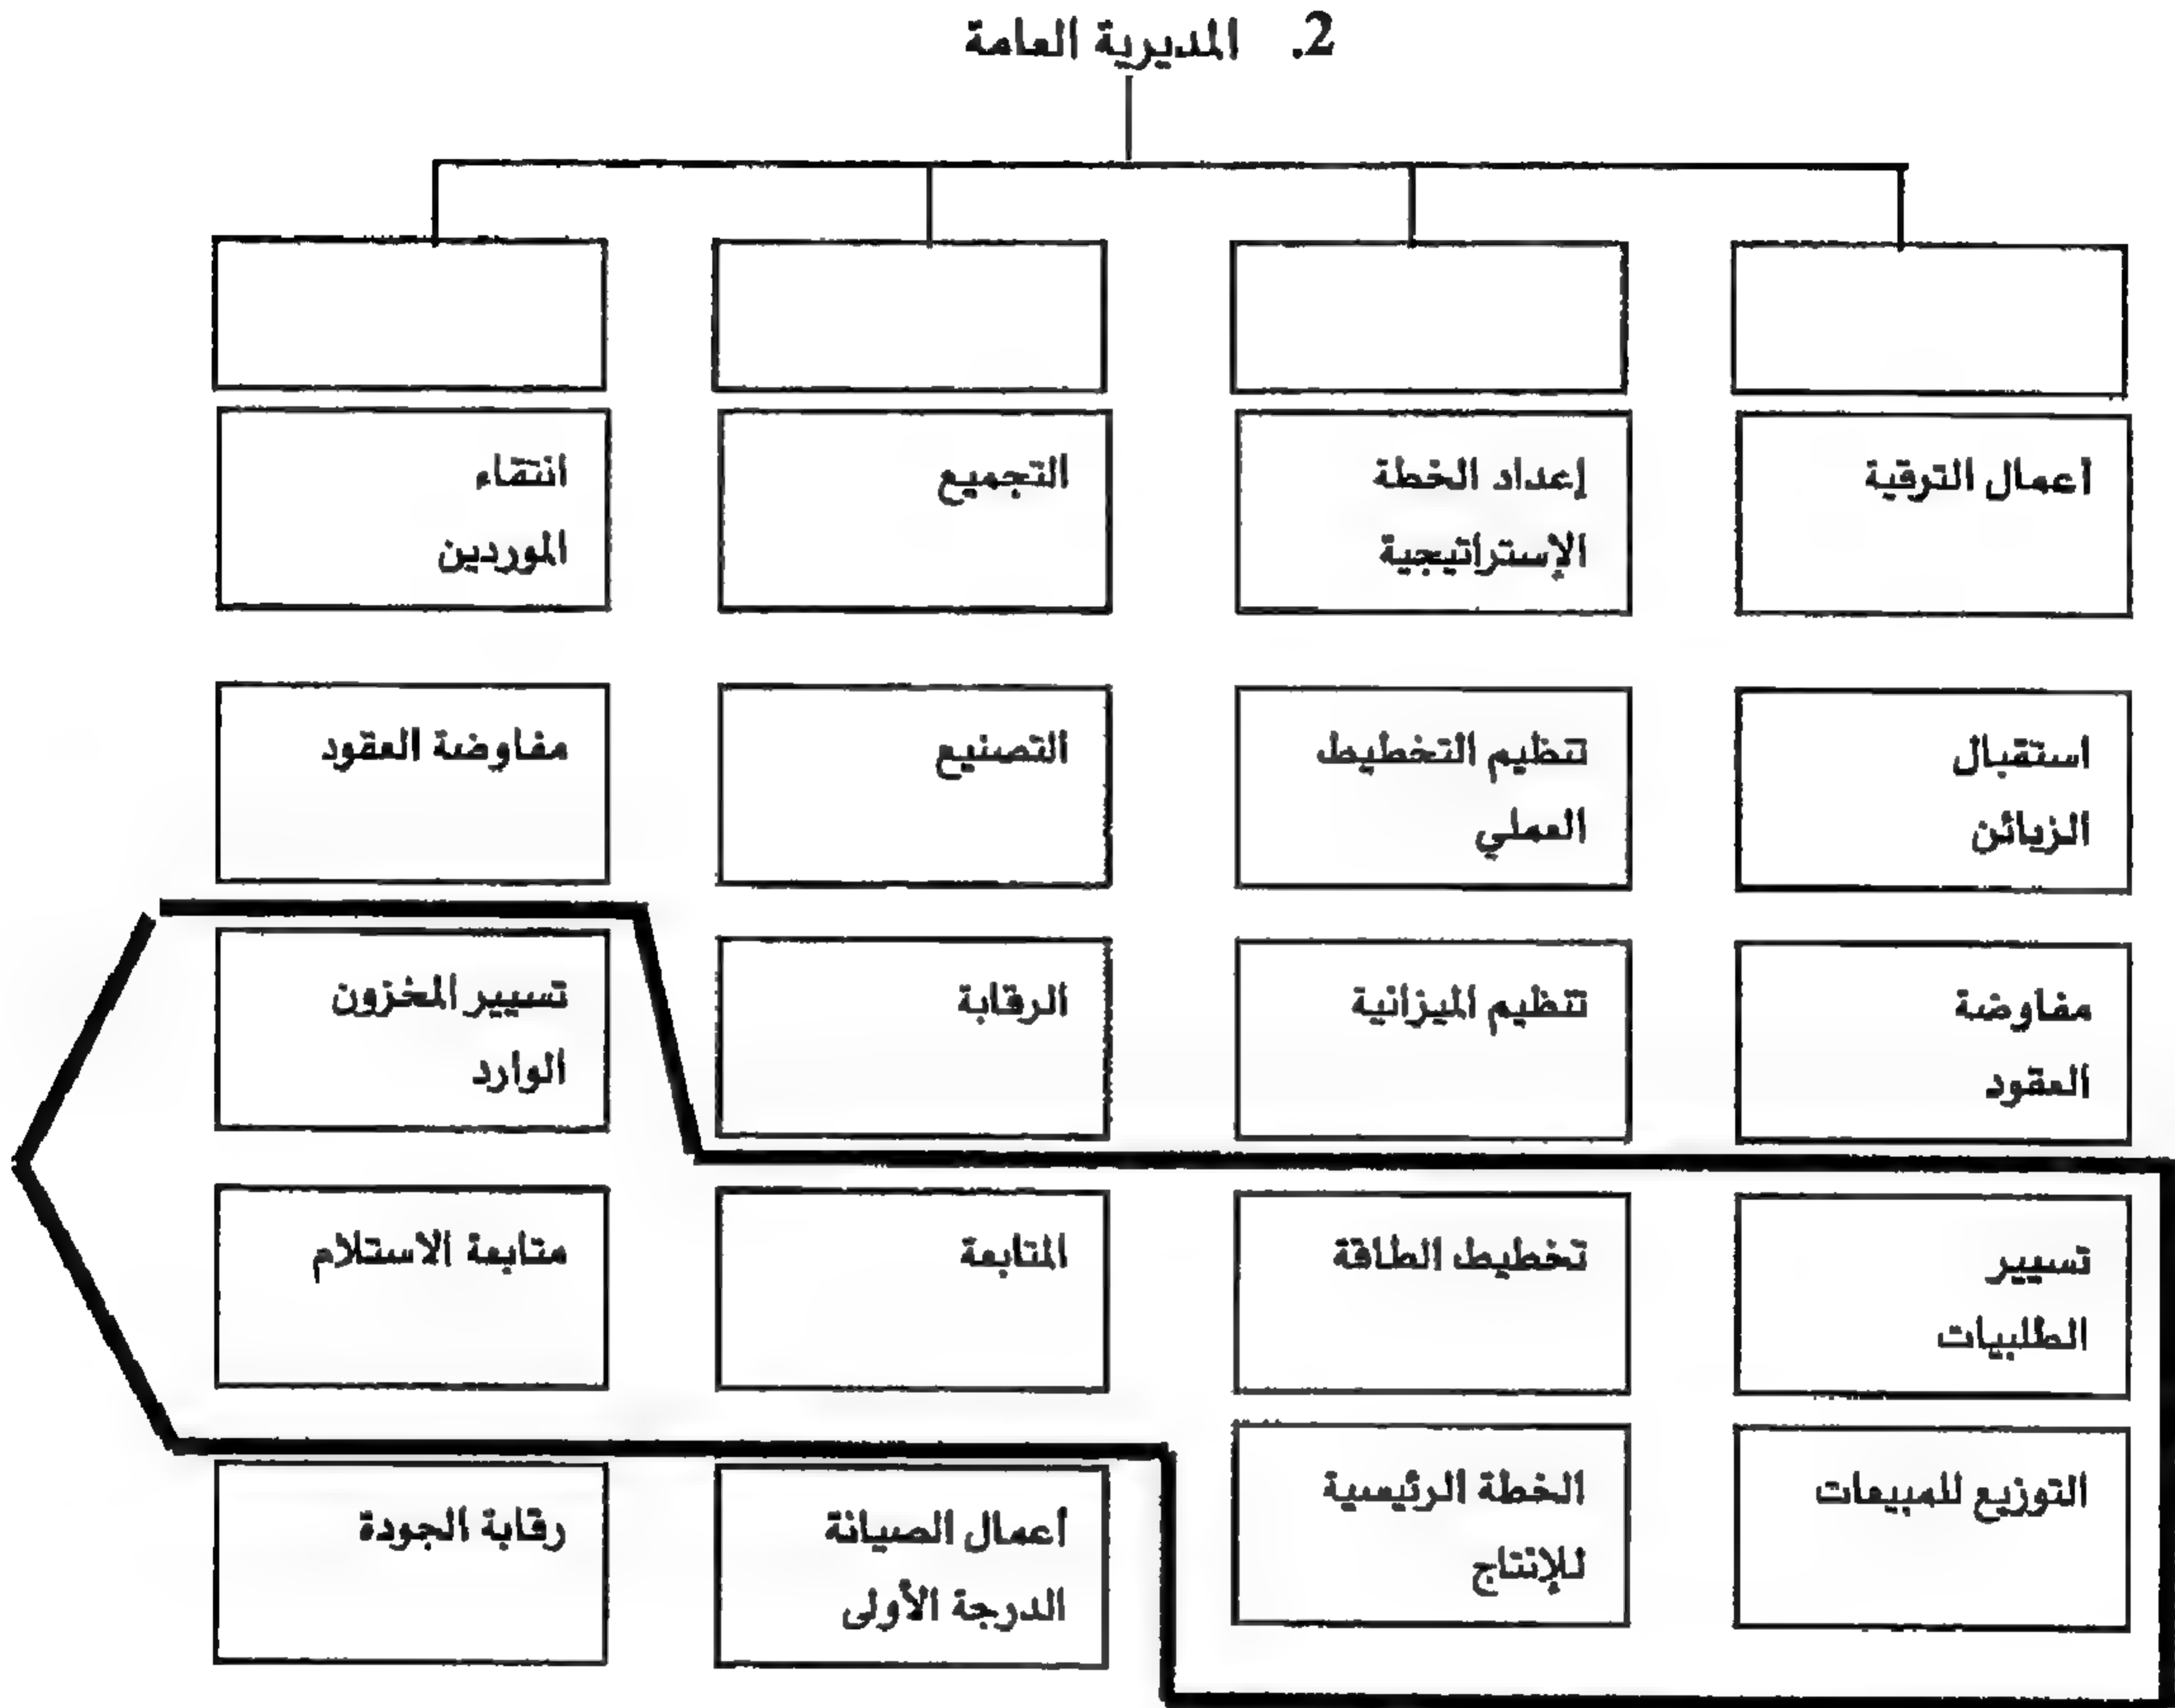 2. المديرية العامة
أعمال الترقية
إعداد الخطة
الإستراتيجية
التجميع
انتقاء
الموردين
استقبال
الزبائن
تنظيم التخطيط
العملي
التصنيع
مفاوضة العقود
مفاوضة
العقود
تنظيم الميزانية
الرقابة
تسيير المخزون
الوارد
تسيير
الطلبيات
تخطيط الطاقة
المتابعة
متابعة الاستلام
التوزيع للمبيعات
الخطة الرئيسية
للإنتاج
أعمال الصيانة
الدرجة الأولى
رقابة الجودة